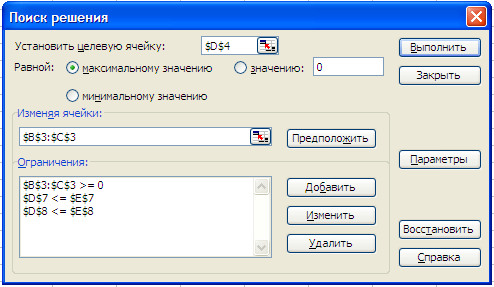 Поиск решения
Установить целевую ячейку: $D$4 Выполнить
Равной: максимальному значению значению: 0 Закрыть
минимальному значению
Изменяя ячейки:
$B$3:$C$3 Предположить
Ограничения: Параметры
$B$3:$C$3 >= 0 Добавить
$D$7 <= $E$7
$D$8 <= $E$8 Изменить
Восстановить
Удалить
Справка